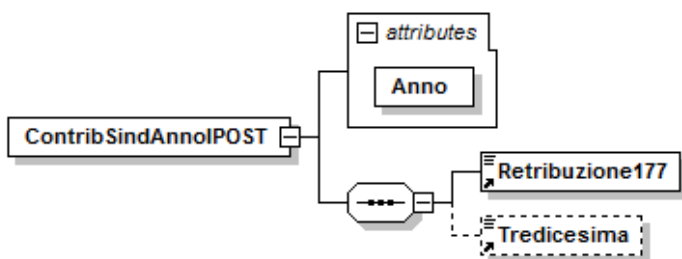 attributes
Anno
ContribSindAnnoIPOST
Retribuzione177
Tredicesima